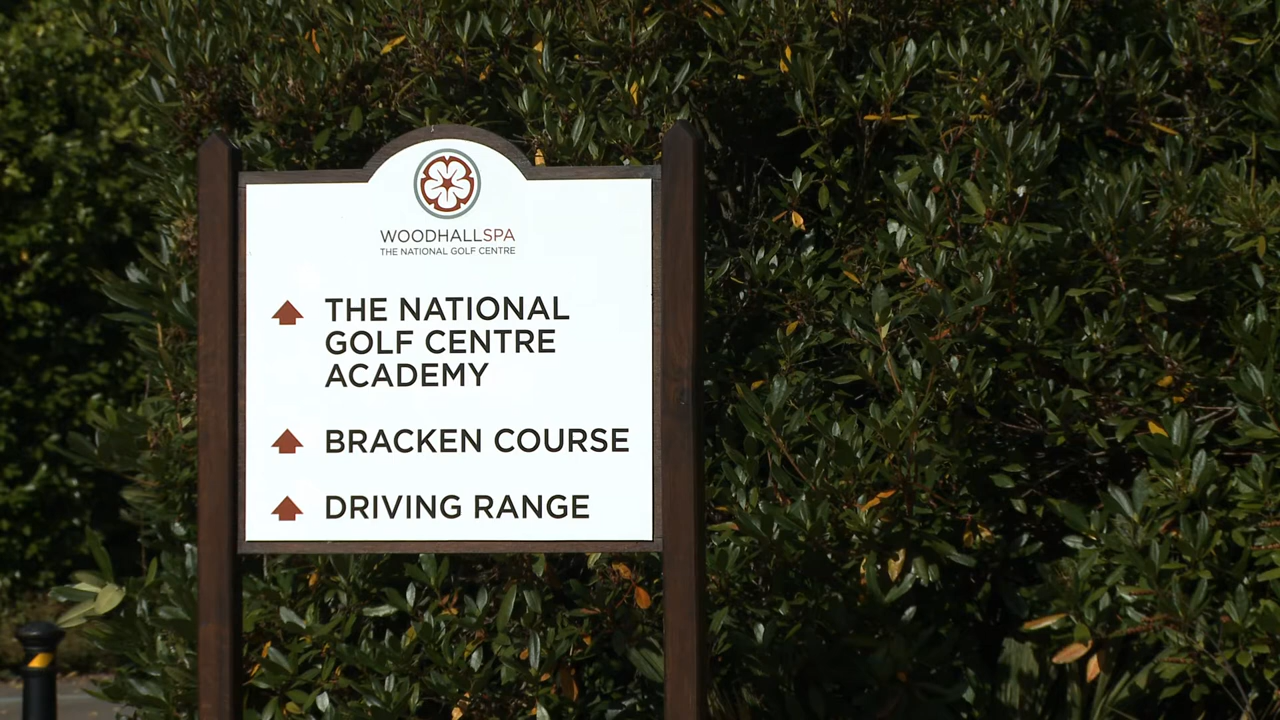 WOODHALLSPA
THE NATIONAL GOLF CENTRE
THE NATIONAL
GOLF CENTRE
ACADEMY
BRACKEN COURSE
DRIVING RANGE